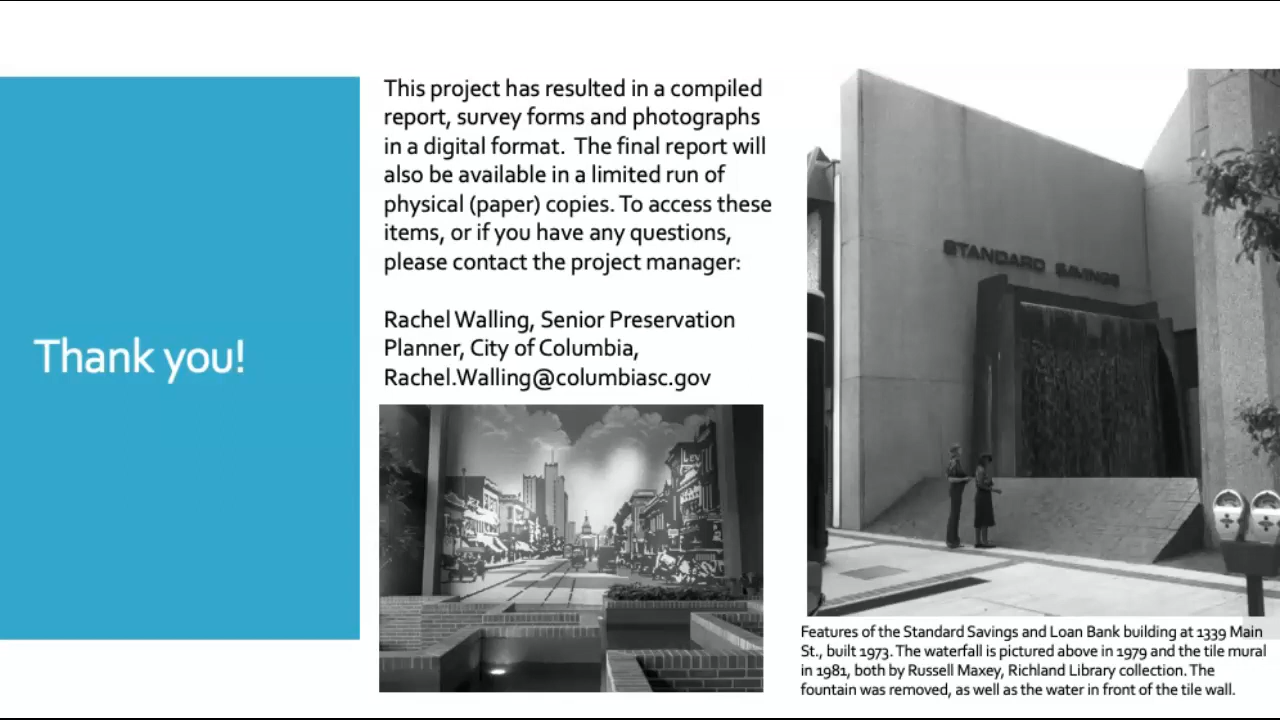 Thank you!
This project has resulted in a compiled
report, survey forms and photographs
in a digital format.  The final report will
also be available in a limited run of
physical (paper) copies. To access these
items, or if you have any questions,
please contact the project manager:
Rachel Walling, Senior Preservation
Planner, City of Columbia,
Rachel.Walling@columbiasc.gov
STANDARD SAVINGS
Features of the Standard Savings and Loan Bank building at 1339 Main
St., built 1973. The waterfall is pictured above in 1979 and the tile mural
in 1981, both by Russell Maxey, Richland Library collection. The
fountain was removed, as well as the water in front of the tile wall.